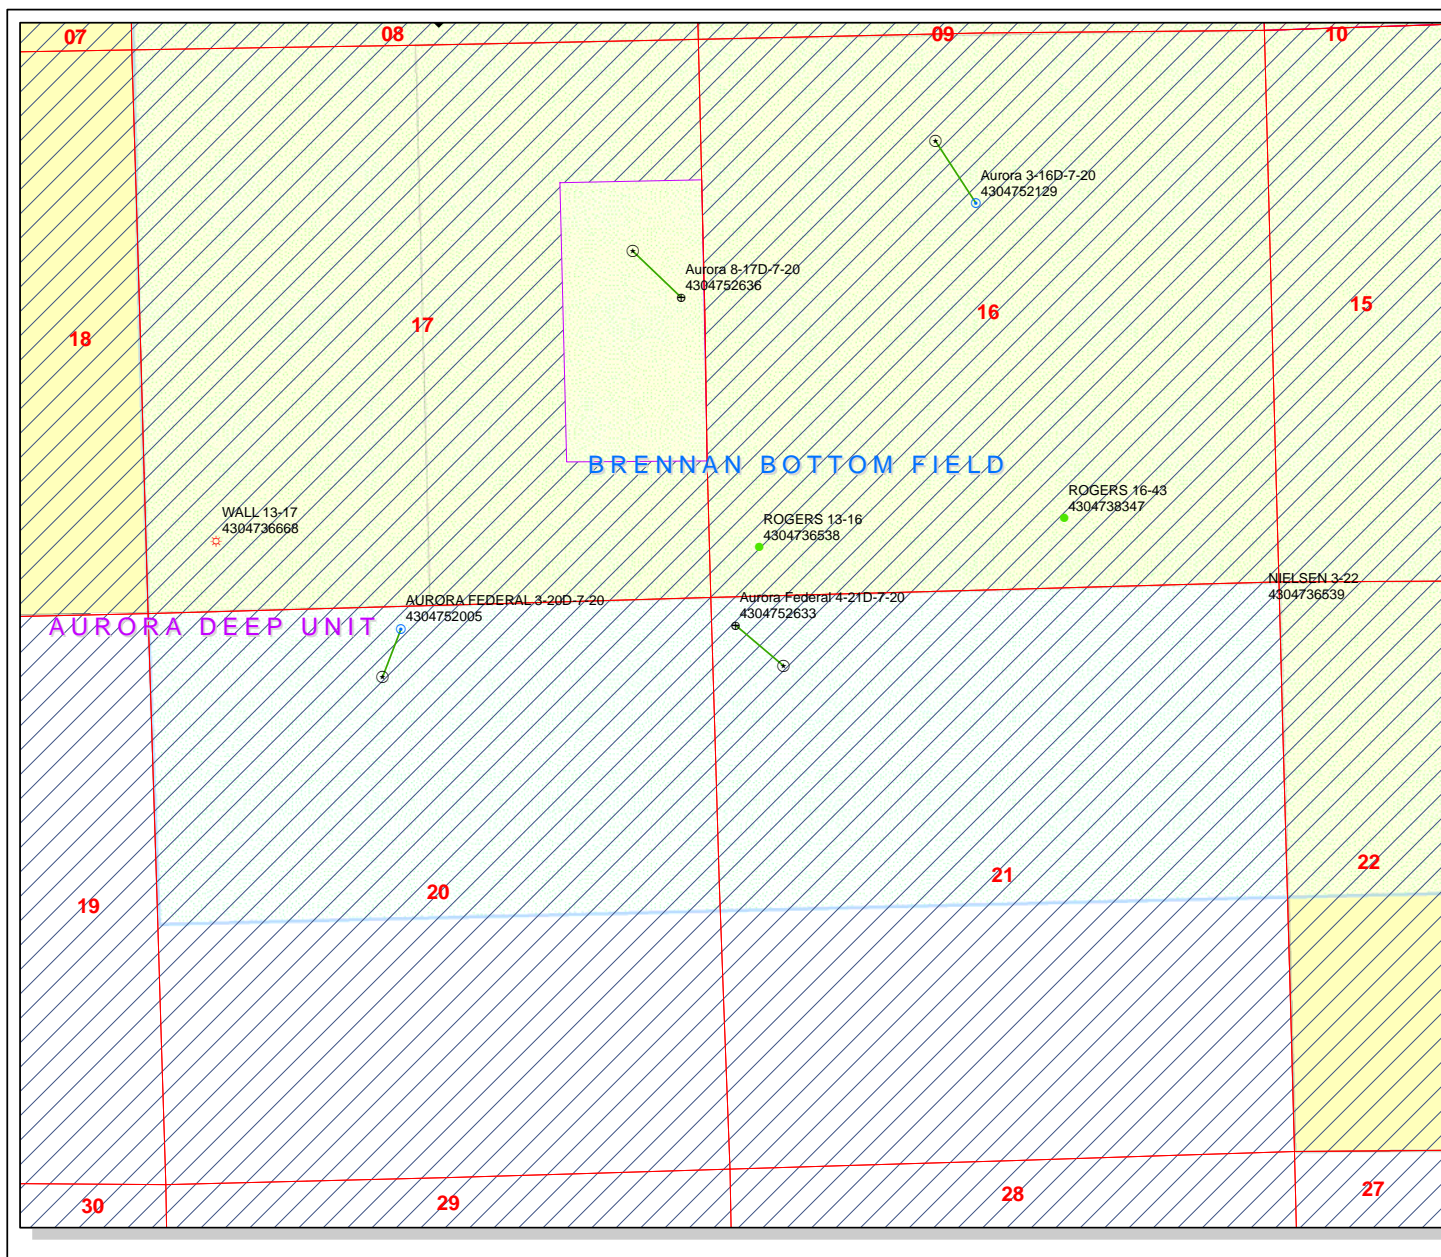 07
08
09
10
Aurora 3-16D-7-20
4304752129
Aurora 8-17D-7-20
4304752636
18
17
16
15
BRENNAN BOTTOM FIELD
WALL 13-17
4304736668
ROGERS 13-16
4304736538
ROGERS 16-43
4304738347
NIELSEN 3-22
4304736539
AURORA DEEP UNIT
AURORA FEDERAL 3-20D-7-20
4304752005
Aurora Federal 4-21D-7-20
4304752633
19
20
21
22
30
29
28
27